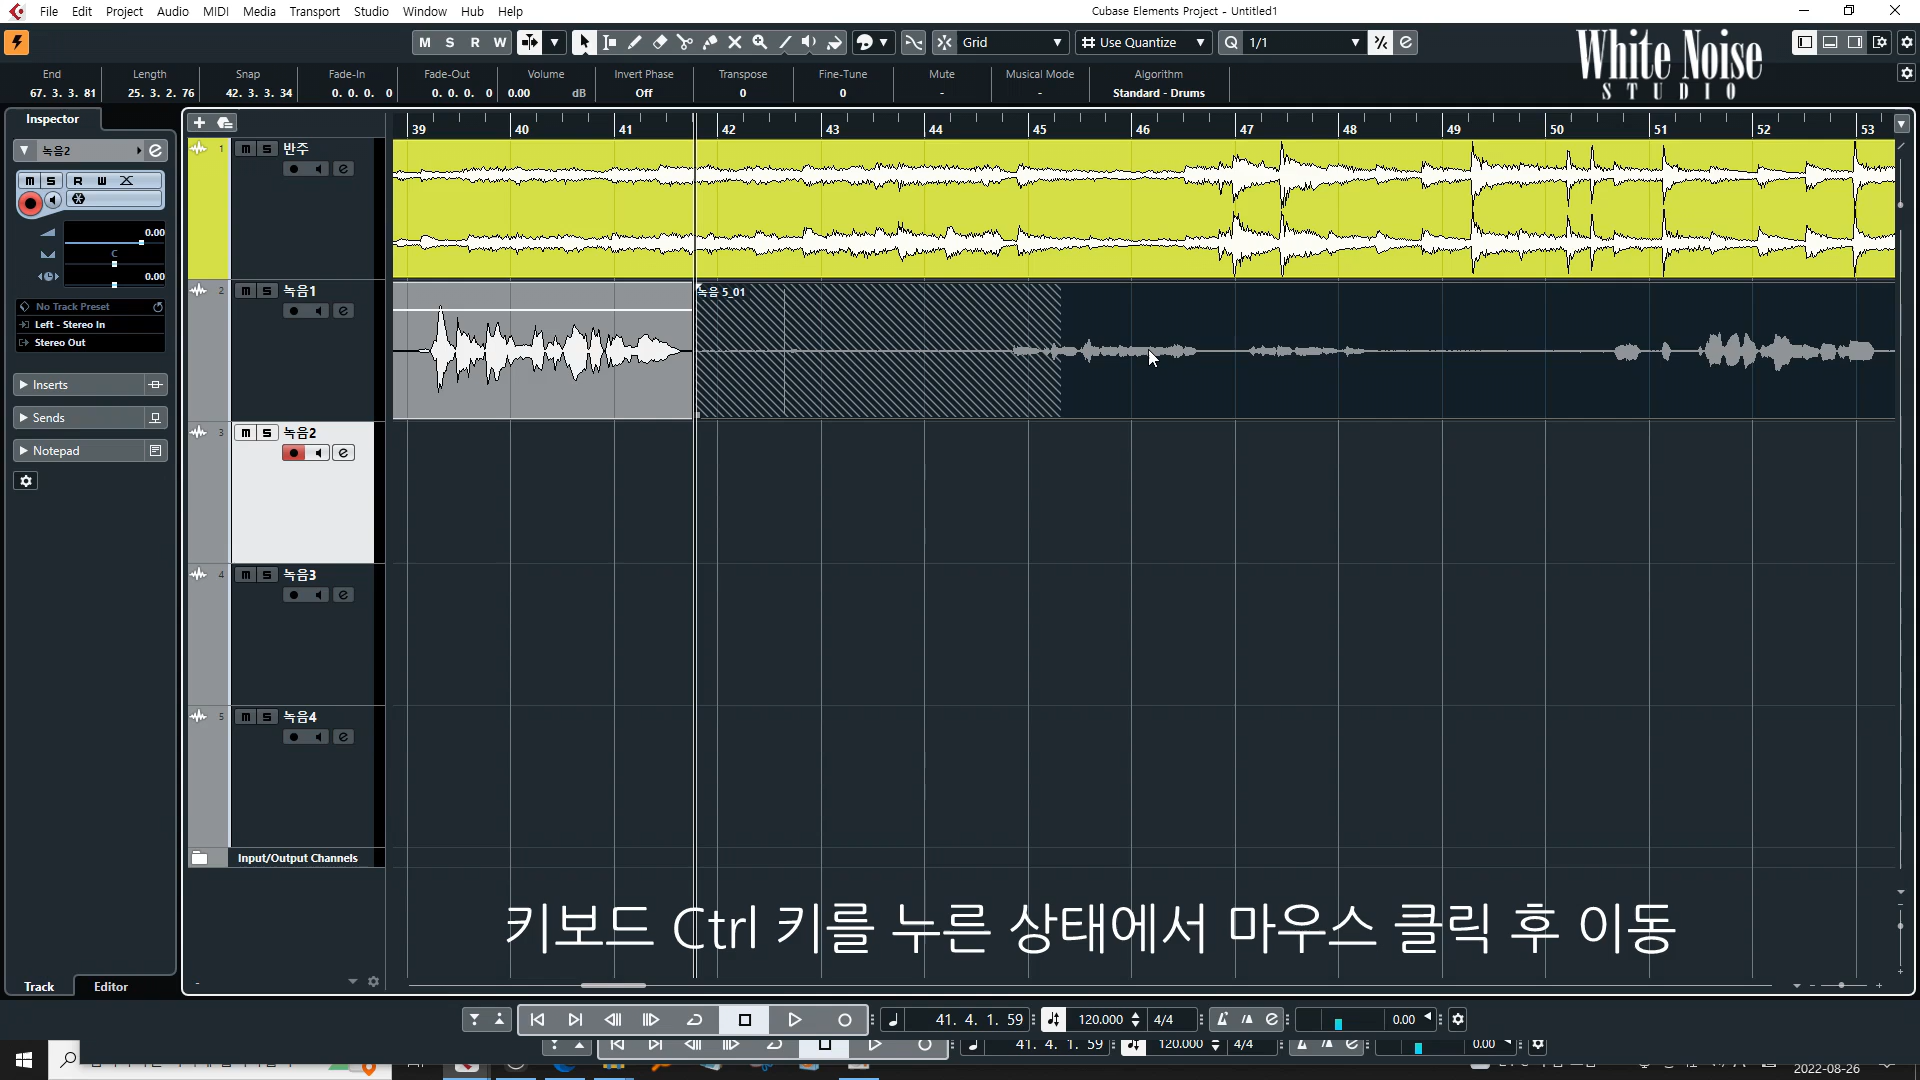 File Edit Project Audio MIDI Media Transport Studio Window Hub Help
Cubase Elements Project - Untitled1
M S R W
Grid
Use Quantize
1/1
White Noise
STUDIO
End Length Snap Fade-In Fade-Out Volume Invert Phase Transpose Fine-Tune Mute Musical Mode Algorithm
67. 3. 3. 81 25. 3. 2. 76 42. 3. 3. 34 0. 0. 0. 0 0. 0. 0. 0 0.00 dB Off 0 0 - - Standard - Drums
Inspector
39 40 41 42 43 44 45 46 47 48 49 50 51 52 53
녹음2
m S R W
0.00
C
0.00
No Track Preset
Left - Stereo In
Stereo Out
Inserts
Sends
Notepad
1 m S 반주
2 m S 녹음1
녹음 5_01
3 m S 녹음2
4 m S 녹음3
5 m S 녹음4
Input/Output Channels
키보드 Ctrl 키를 누른 상태에서 마우스 클릭 후 이동
Track Editor
41. 4. 1. 59 120.000 4/4 0.00
41. 4. 1. 59 120.000 4/4 0.00
2022-08-26